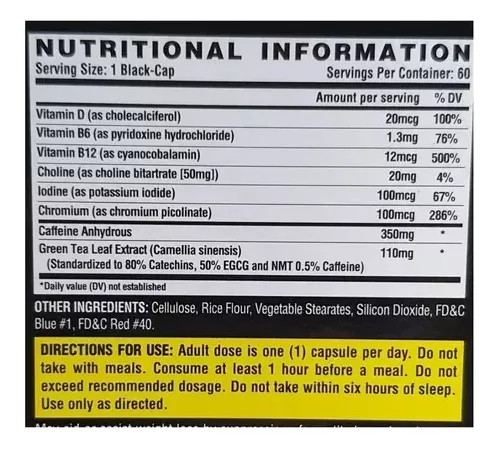 NUTRITIONAL INFORMATION
Serving Size: 1 Black-Cap Servings Per Container: 60
Amount per serving % DV
Vitamin D (as cholecalciferol) 20mcg 100%
Vitamin B6 (as pyridoxine hydrochloride) 1.3mg 76%
Vitamin B12 (as cyanocobalamin) 12mcg 500%
Choline (as choline bitartrate [50mg]) 20mg 4%
Iodine (as potassium iodide) 100mcg 67%
Chromium (as chromium picolinate) 100mcg 286%
Caffeine Anhydrous 350mg *
Green Tea Leaf Extract (Camellia sinensis) 110mg *
(Standardized to 80% Catechins, 50% EGCG and NMT 0.5% Caffeine)
*Daily value (DV) not established
OTHER INGREDIENTS: Cellulose, Rice Flour, Vegetable Stearates, Silicon Dioxide, FD&C
Blue #1, FD&C Red #40.
DIRECTIONS FOR USE: Adult dose is one (1) capsule per day. Do not
take with meals. Consume at least 1 hour before a meal. Do not
exceed recommended dosage. Do not take within six hours of sleep.
Use only as directed.